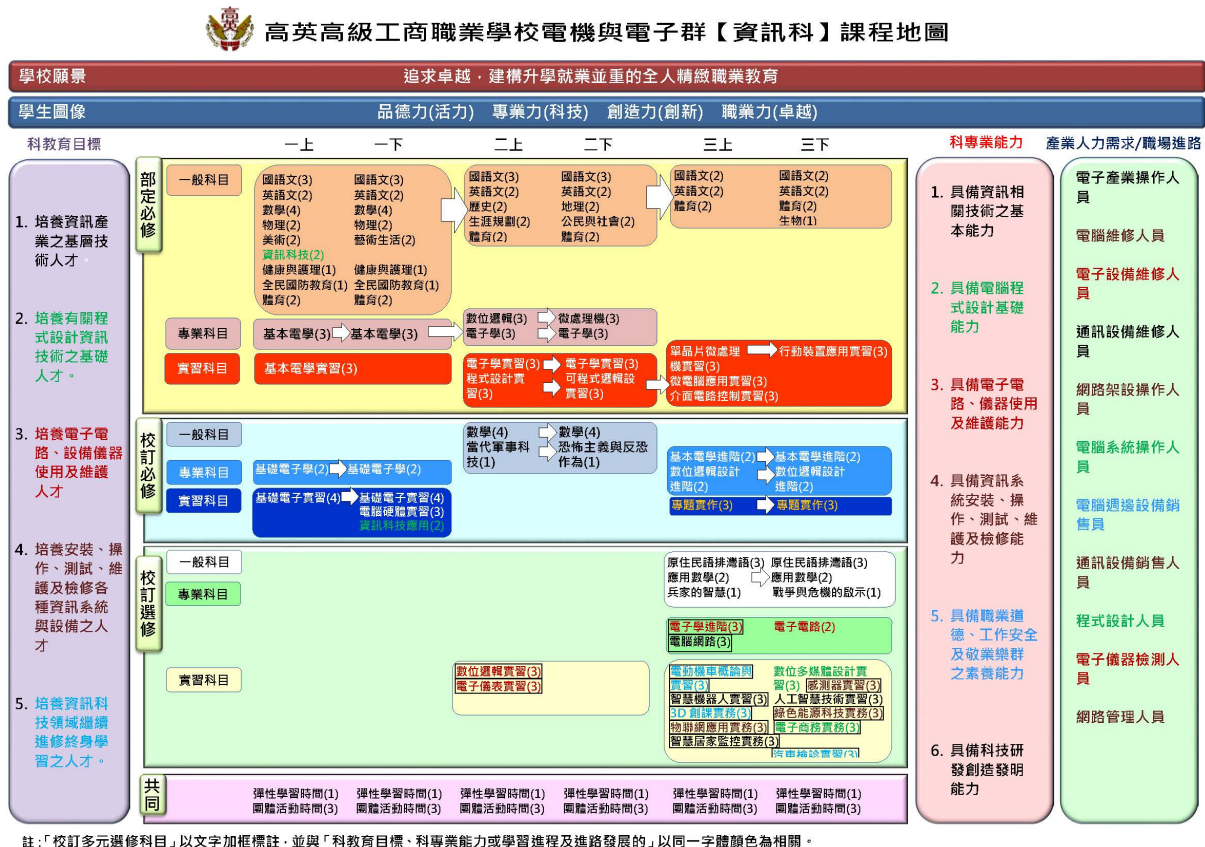 高英高級工商職業學校電機與電子群【資訊科】課程地圖
學校願景
追求卓越，建構升學就業並重的全人精緻職業教育
學生圖像
品德力(活力) 專業力(科技) 創造力(創新) 職業力(卓越)
科教育目標
一上 一下 二上 二下 三上 三下
科專業能力
產業人力需求/職場進路
1. 培養資訊產
業之基層技
術人才。
2. 培養有關程
式設計資訊
技術之基礎
人才。
3. 培養電子電
路、設備儀器
使用及維護
人才
4. 培養安裝、操
作、測試、維
護及檢修各
種資訊系統
與設備之人
才
5. 培養資訊科
技領域繼續
進修終身學
習之人才。
部定必修
一般科目
國語文(3)
英語文(2)
數學(4)
物理(2)
美術(2)
資訊科技(2)
健康與護理(1)
全民國防教育(1)
體育(2)
國語文(3)
英語文(2)
數學(4)
物理(2)
藝術生活(2)
健康與護理(1)
全民國防教育(1)
體育(2)
國語文(3)
英語文(2)
歷史(2)
生涯規劃(2)
體育(2)
國語文(3)
英語文(2)
地理(2)
公民與社會(2)
體育(2)
國語文(2)
英語文(2)
體育(2)
國語文(2)
英語文(2)
體育(2)
生物(1)
專業科目
基本電學(3) 基本電學(3)
數位邏輯(3) 微處理機(3)
電子學(3) 電子學(3)
實習科目
基本電學實習(3)
電子學實習(3)
程式設計實
習(3)
電子學實習(3)
可程式邏輯設
實習(3)
單晶片微處理
機實習(3)
微電腦應用實習(3)
介面電路控制實習(3)
行動裝置應用實習(3)
校訂必修
一般科目
數學(4)
當代軍事科
技(1)
數學(4)
恐怖主義與反恐
作為(1)
專業科目
基礎電子學(2) 基礎電子學(2)
基本電學進階(2)
數位邏輯設計
進階(2)
基本電學進階(2)
數位邏輯設計
進階(2)
實習科目
基礎電子實習(4)
基礎電子實習(4)
電腦硬體實習(3)
資訊科技應用(2)
專題實作(3) 專題實作(3)
校訂選修
一般科目
原住民語排灣語(3)
應用數學(2)
兵家的智慧(1)
原住民語排灣語(3)
應用數學(2)
戰爭與危機的啟示(1)
專業科目
電子學進階(3)
電腦網路(3)
電子電路(2)
實習科目
數位邏輯實習(3)
電子儀表實習(3)
電動機車概論與
實習(3)
智慧機器人實習(3)
3D 創課實務(3)
物聯網應用實務(3)
智慧居家監控實務(3)
數位多媒體設計實
習(3) 感測器實習(3)
人工智慧技術實習(3)
綠色能源科技實務(3)
電子商務實務(3)
汽車檢診實習(3)
共同
彈性學習時間(1) 彈性學習時間(1) 彈性學習時間(1) 彈性學習時間(1) 彈性學習時間(1) 彈性學習時間(1)
團體活動時間(3) 團體活動時間(3) 團體活動時間(3) 團體活動時間(3) 團體活動時間(3) 團體活動時間(3)
1. 具備資訊相
關技術之基
本能力
2. 具備電腦程
式設計基礎
能力
3. 具備電子電
路、儀器使用
及維護能力
4. 具備資訊系
統安裝、操
作、測試、維
護及檢修能
力
5. 具備職業道
德、工作安全
及敬業樂群
之素養能力
6. 具備科技研
發創造發明
能力
電子產業操作人
員
電腦維修人員
電子設備維修人
員
通訊設備維修人
員
網路架設操作人
員
電腦系統操作人
員
電腦週邊設備銷
售員
通訊設備銷售人
員
程式設計人員
電子儀器檢測人
員
網路管理人員
註:「校訂多元選修科目」以文字加框標註，並與「科教育目標、科專業能力或學習進程及進路發展的」以同一字體顏色為相關。